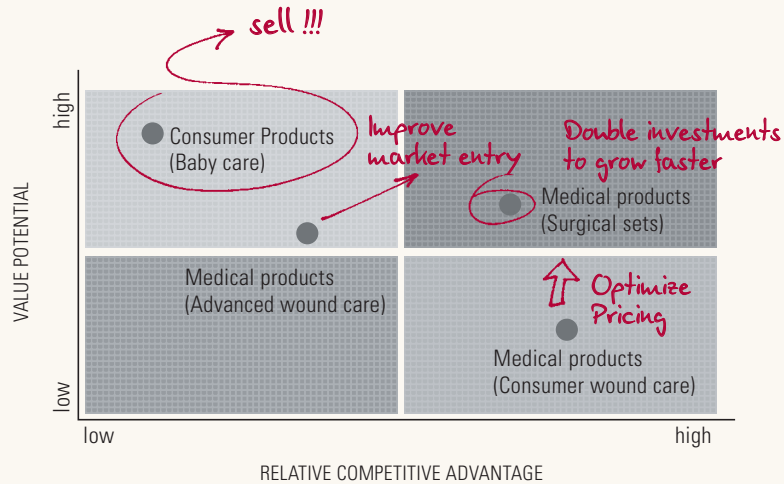 sell !!!
high
Consumer Products
(Baby care)
Improve
market entry
Double investments
to grow faster
Medical products
(Surgical sets)
VALUE POTENTIAL
Medical products
(Advanced wound care)
Optimize
Pricing
Medical products
(Consumer wound care)
low
low
high
RELATIVE COMPETITIVE ADVANTAGE